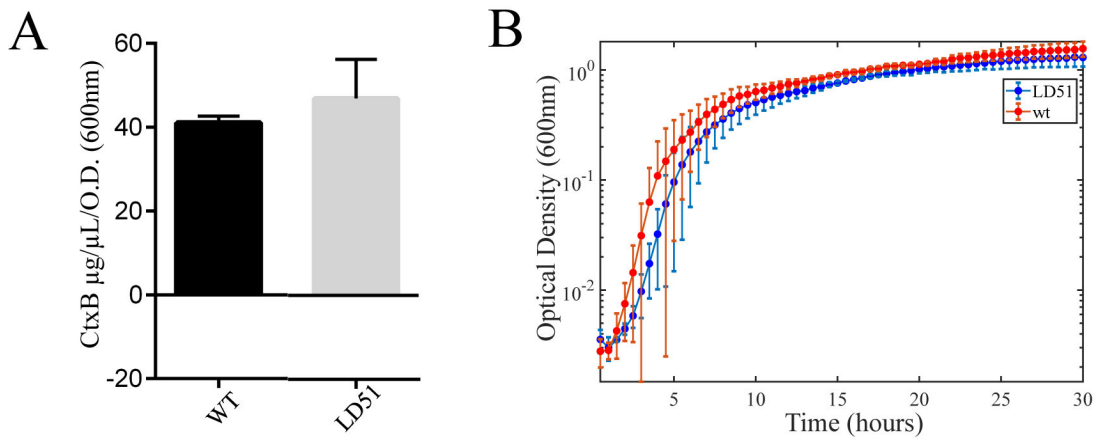 A
CtxB µg/µL/O.D. (600nm)
60
40
20
0
-20
WT
LD51
B
Optical Density (600nm)
10⁰
10⁻¹
10⁻²
LD51
wt
5
10
15
20
25
30
Time (hours)